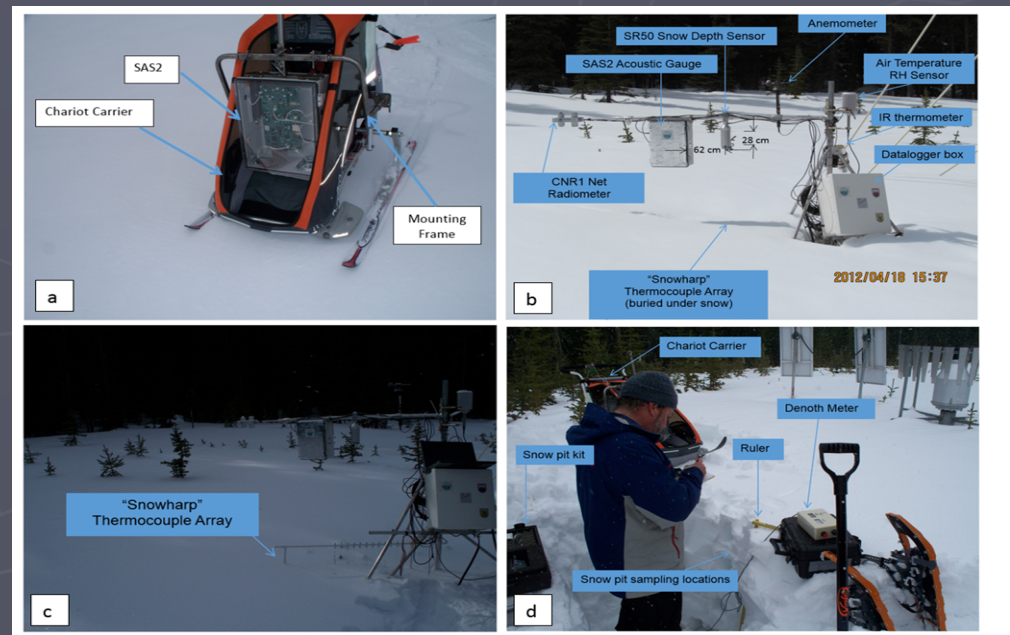 SAS2
Chariot Carrier
Mounting
Frame
a
Anemometer
SR50 Snow Depth Sensor
SAS2 Acoustic Gauge
Air Temperature
RH Sensor
IR thermometer
28 cm
62 cm
Datalogger box
CNR1 Net
Radiometer
"Snowharp"
Thermocouple Array
(buried under snow)
2012/04/18 15:37
b
"Snowharp"
Thermocouple Array
c
Chariot Carrier
Denoth Meter
Ruler
Snow pit kit
Snow pit sampling locations
d